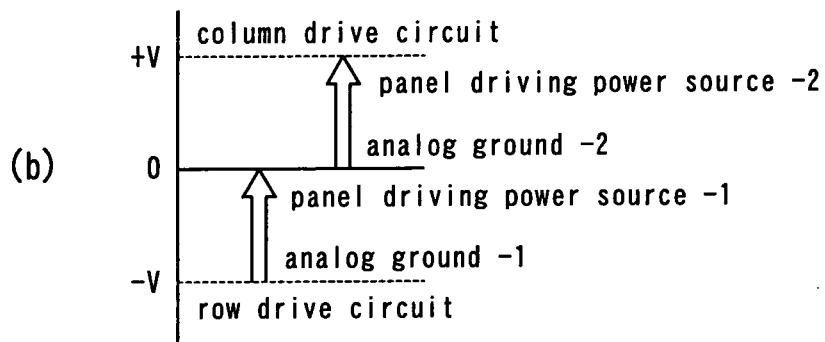 column drive circuit
+V
panel driving power source -2
(b)
analog ground -2
0
panel driving power source -1
analog ground -1
-V
row drive circuit